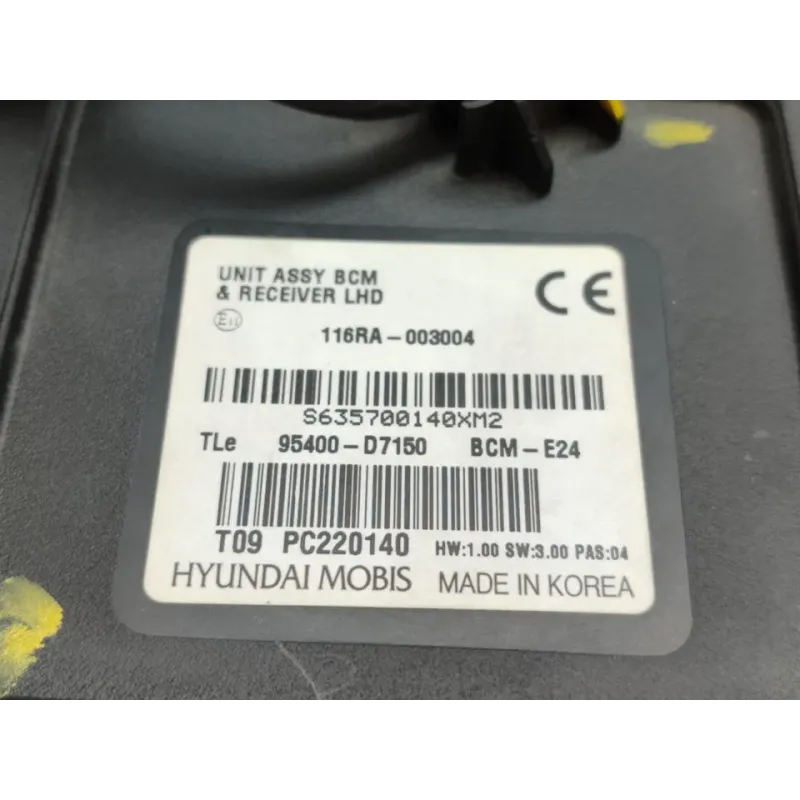 UNIT ASSY BCM
& RECEIVER LHD
CE
E11
116RA-003004
S635700140XM2
TLe 95400-D7150 BCM-E24
T09 PC220140 HW:1.00 SW:3.00 PAS:04
HYUNDAI MOBIS MADE IN KOREA